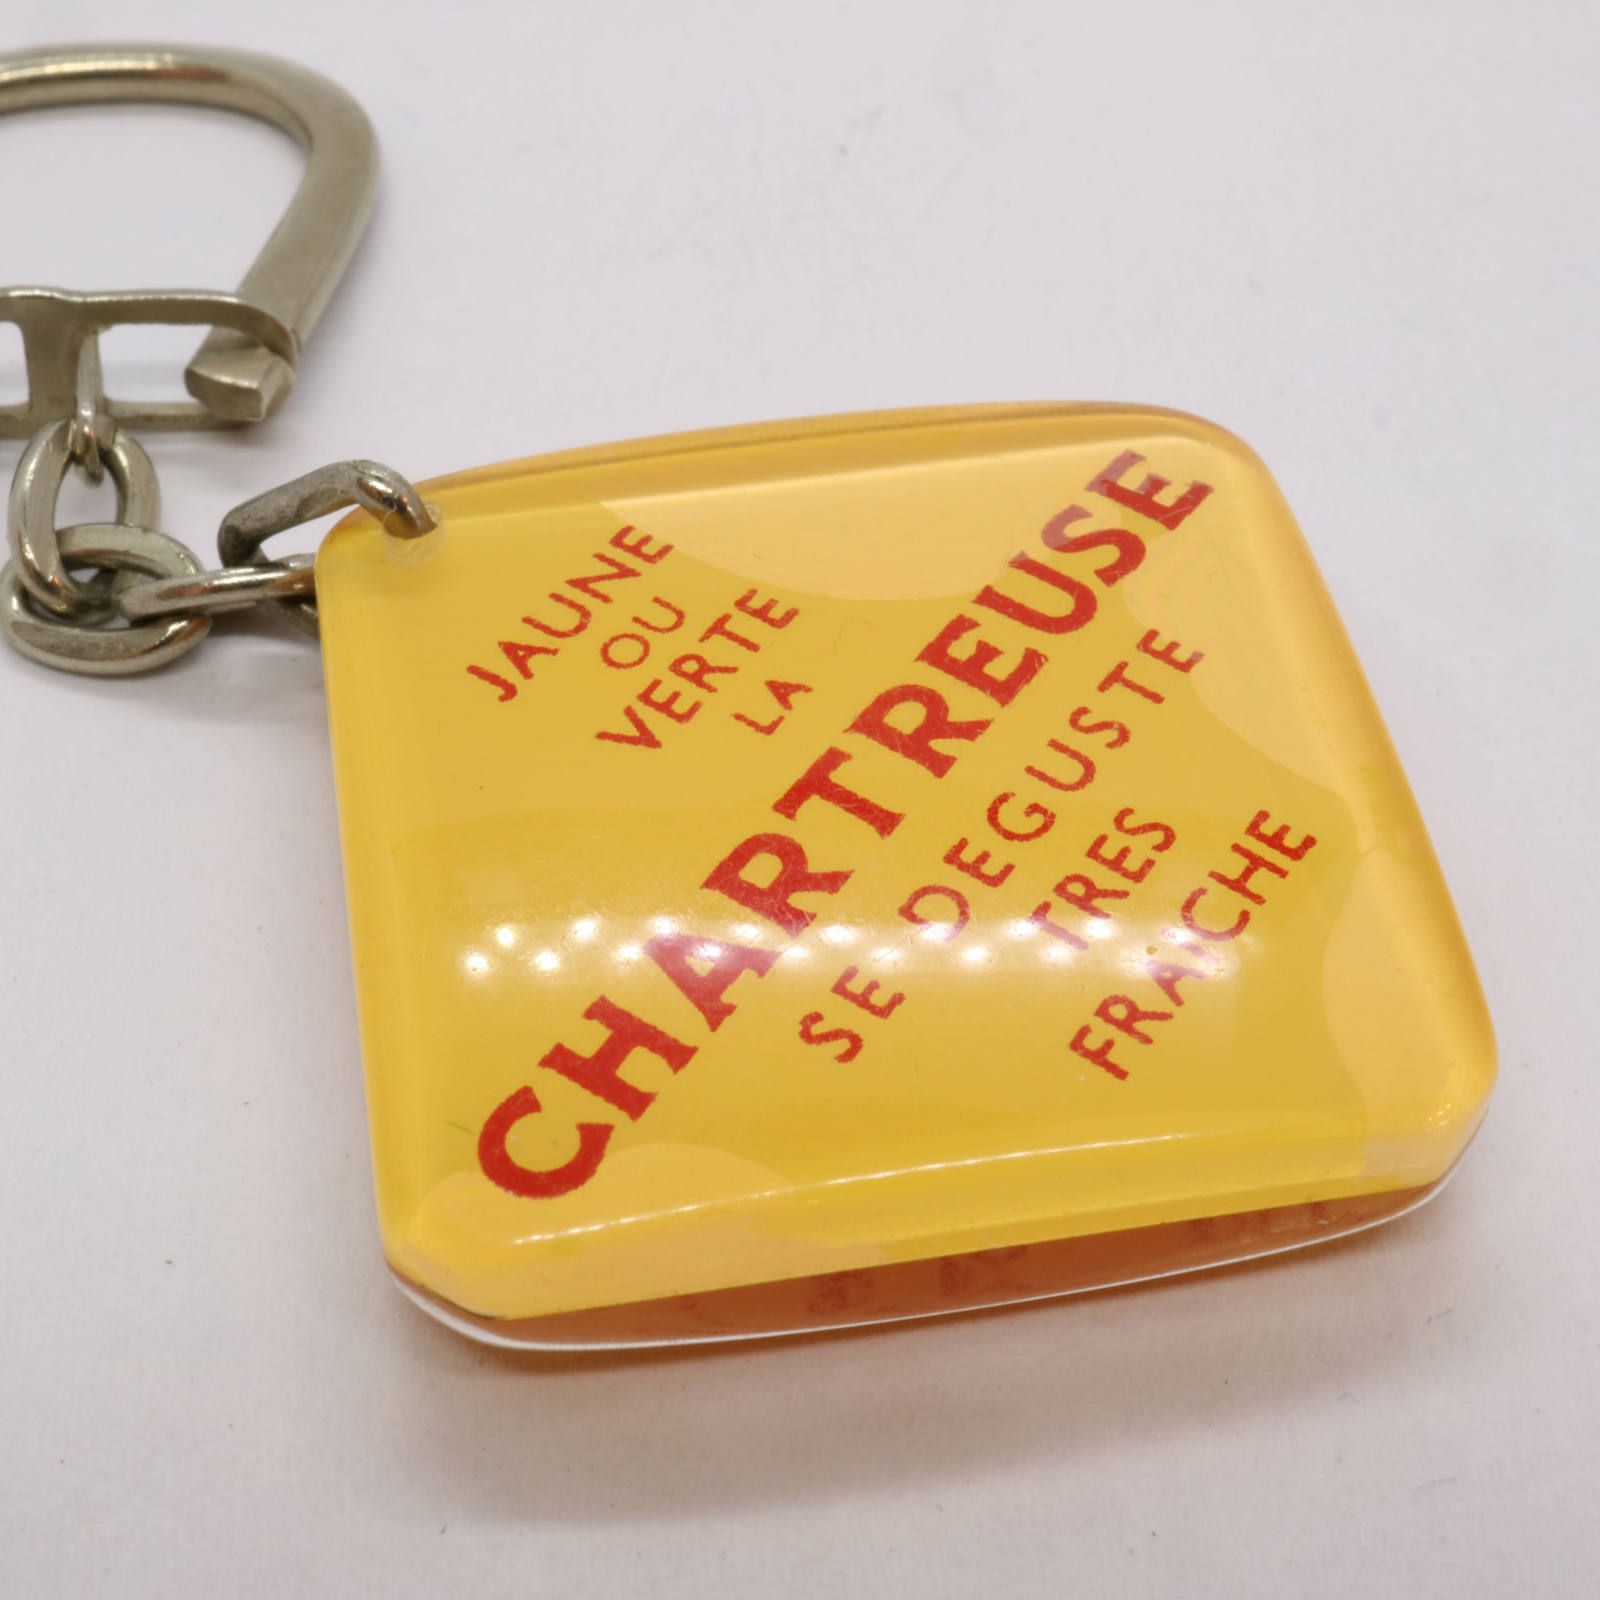 JAUNE
OU
VERTE
LA
CHARTREUSE
SE DEGUSTE
TRES
FRAICHE